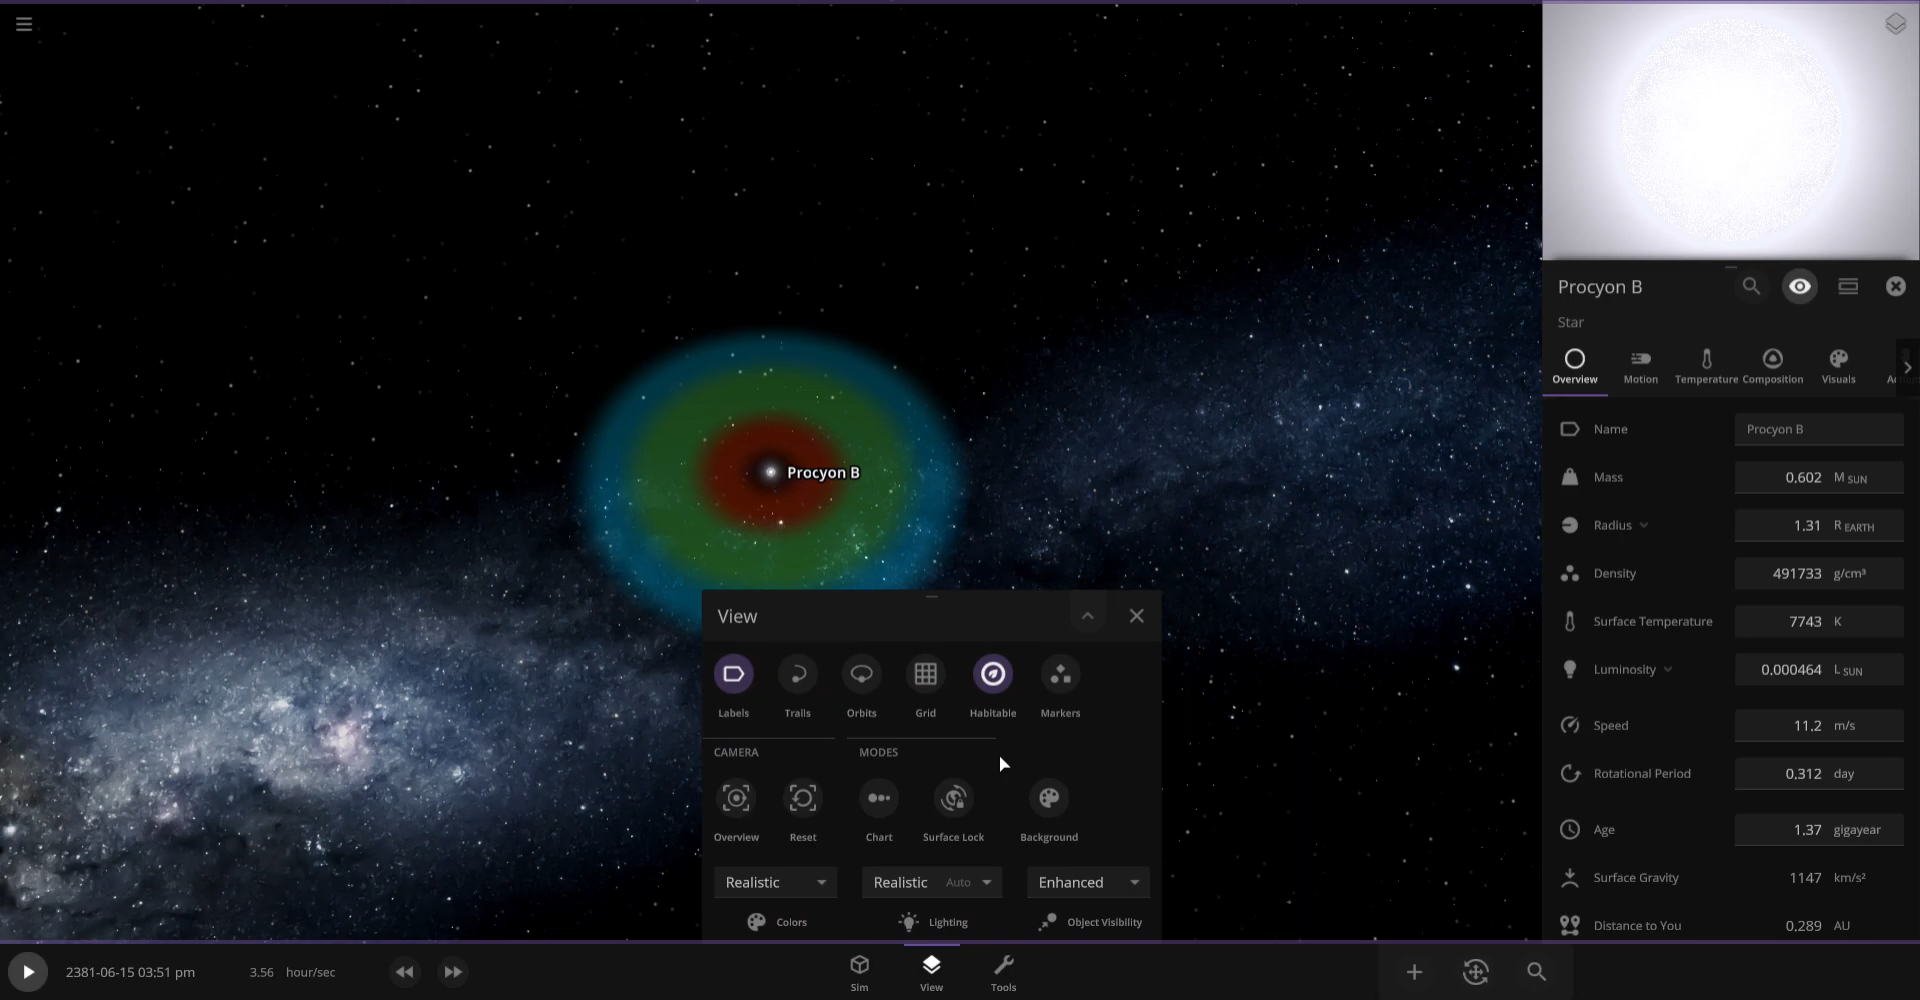 Procyon B
Procyon B
Star
Overview
Motion
Temperature
Composition
Visuals
Name
Procyon B
Mass
0.602 M SUN
Radius
1.31 R EARTH
Density
491733 g/cm³
Surface Temperature
7743 K
Luminosity
0.000464 L SUN
Speed
11.2 m/s
Rotational Period
0.312 day
Age
1.37 gigayear
Surface Gravity
1147 km/s²
Distance to You
0.289 AU
View
Labels
Trails
Orbits
Grid
Habitable
Markers
CAMERA
MODES
Overview
Reset
Chart
Surface Lock
Background
Realistic
Realistic Auto
Enhanced
Colors
Lighting
Object Visibility
2381-06-15 03:51 pm
3.56 hour/sec
Sim
View
Tools